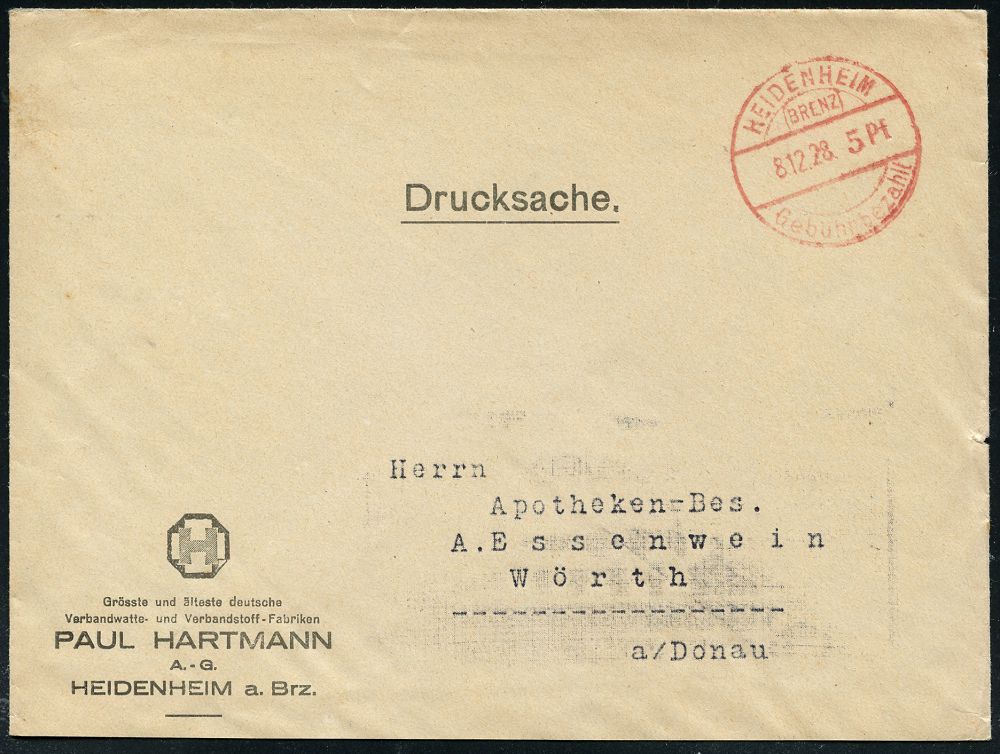 HEIDENHEIM
(BRENZ)
8.12.28. 5 Pf
Gebühr bezahlt
Drucksache.
Herrn
Apotheken=Bes.
A.Essenwein
Wörth
------------------
a/Donau
H
Grösste und älteste deutsche
Verbandwatte- und Verbandstoff-Fabriken
PAUL HARTMANN
A.-G.
HEIDENHEIM a. Brz.